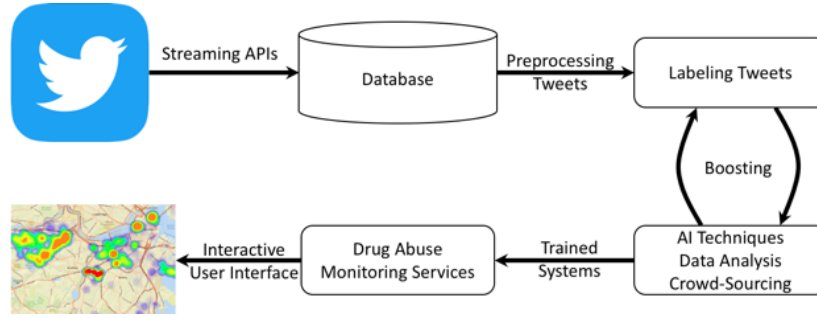 Streaming APIs
Database
Preprocessing
Tweets
Labeling Tweets
Boosting
AI Techniques
Data Analysis
Crowd-Sourcing
Trained
Systems
Drug Abuse
Monitoring Services
Interactive
User Interface